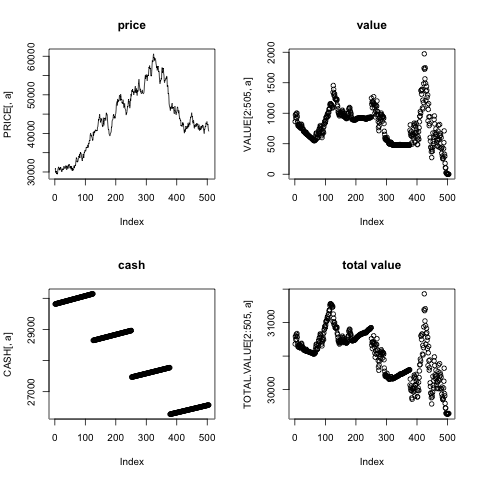 price
PRICE[, a]
30000 40000 50000 60000
0 100 200 300 400 500
Index
value
VALUE[2:505, a]
0 500 1000 1500 2000
0 100 200 300 400 500
Index
cash
CASH[, a]
27000 29000
0 100 200 300 400 500
Index
total value
TOTAL.VALUE[2:505, a]
30000 31000
0 100 200 300 400 500
Index